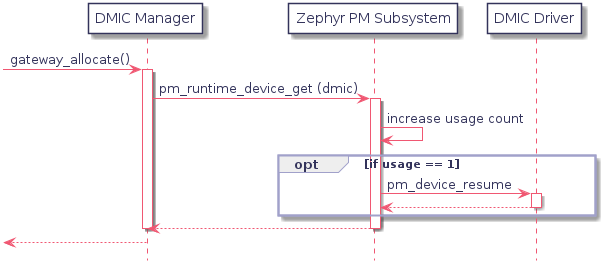 DMIC Manager
Zephyr PM Subsystem
DMIC Driver
gateway_allocate()
pm_runtime_device_get (dmic)
increase usage count
opt
[if usage == 1]
pm_device_resume